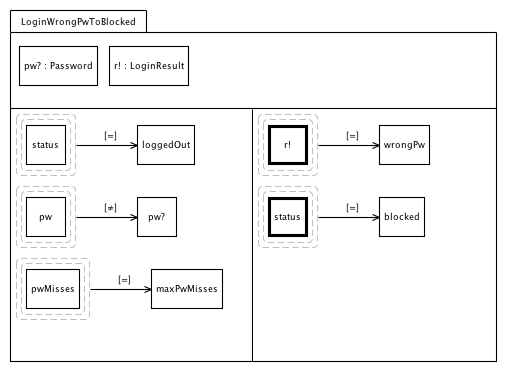 LoginWrongPwToBlocked
pw? : Password
r! : LoginResult
status
[=]
loggedOut
pw
[≠]
pw?
pwMisses
[=]
maxPwMisses
r!
[=]
wrongPw
status
[=]
blocked